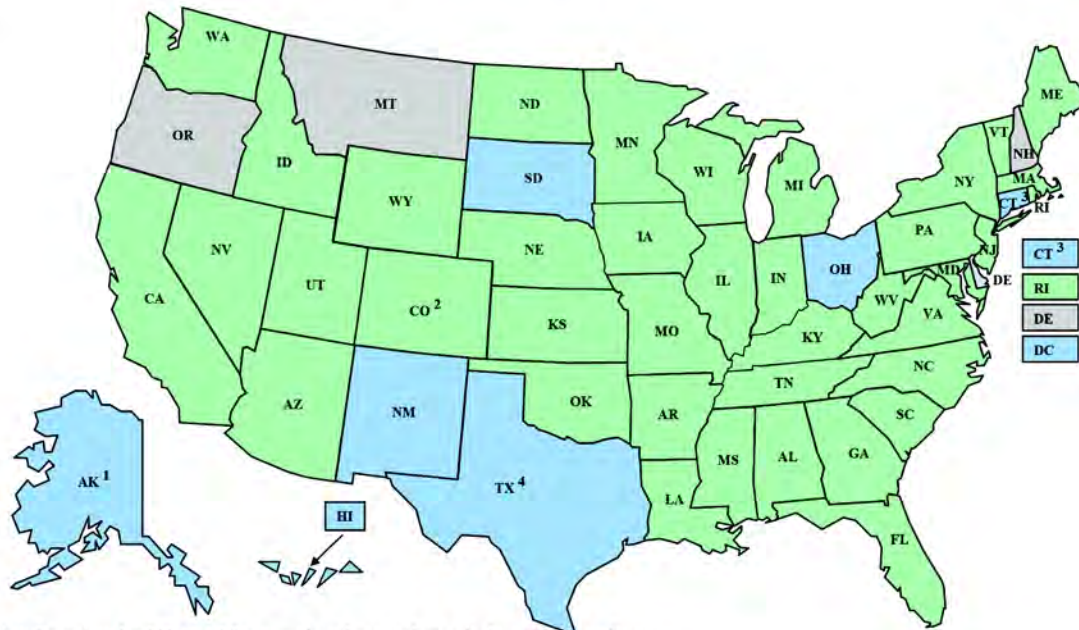 WA
MT
ND
ME
OR
MN
VT
NH
ID
SD
WI
MI
NY
MA
CT 3
RI
WY
IA
PA
NE
NJ
CT 3
NV
OH
MD
DE
IL
IN
RI
UT
CA
CO 2
WV
VA
DE
KS
MO
KY
DC
NC
TN
AZ
NM
OK
AR
SC
AK 1
TX 4
MS
AL
GA
LA
HI
FL